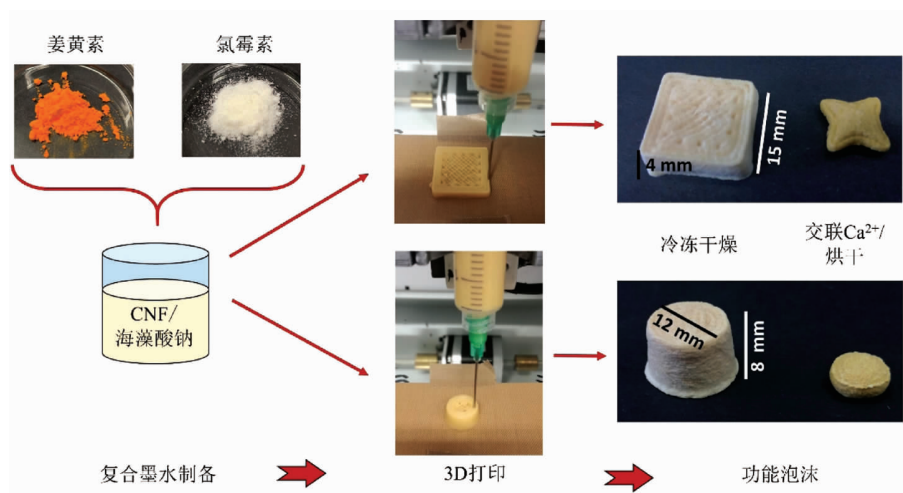 姜黄素
氯霉素
CNF/
海藻酸钠
15 mm
4 mm
冷冻干燥
交联Ca²⁺/
烘干
12 mm
8 mm
复合墨水制备
3D打印
功能泡沫